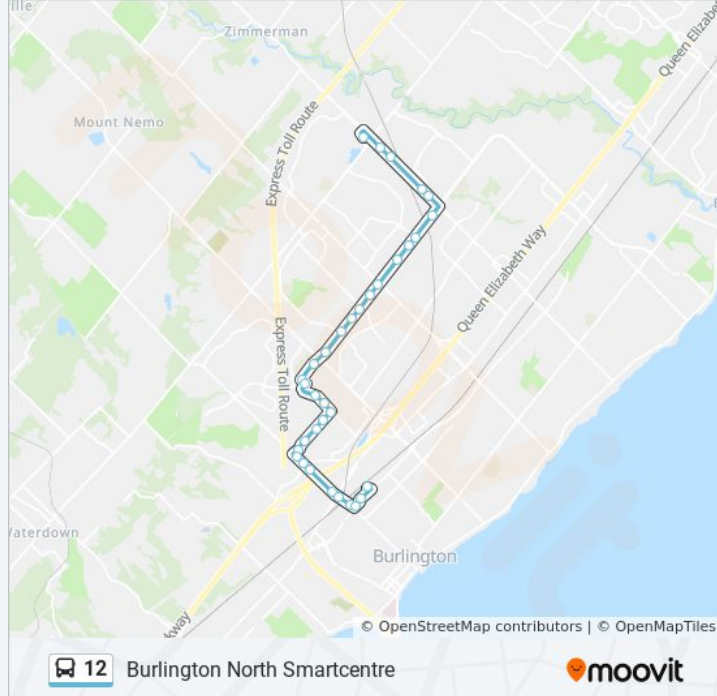 ille
Zimmerman
Queen Elizabe
Mount Nemo
Express Toll Route
Queen Elizabeth Way
Express Toll Route
Waterdown
Burlington
kway
© OpenStreetMap contributors | © OpenMapTiles
12 Burlington North Smartcentre
moovit